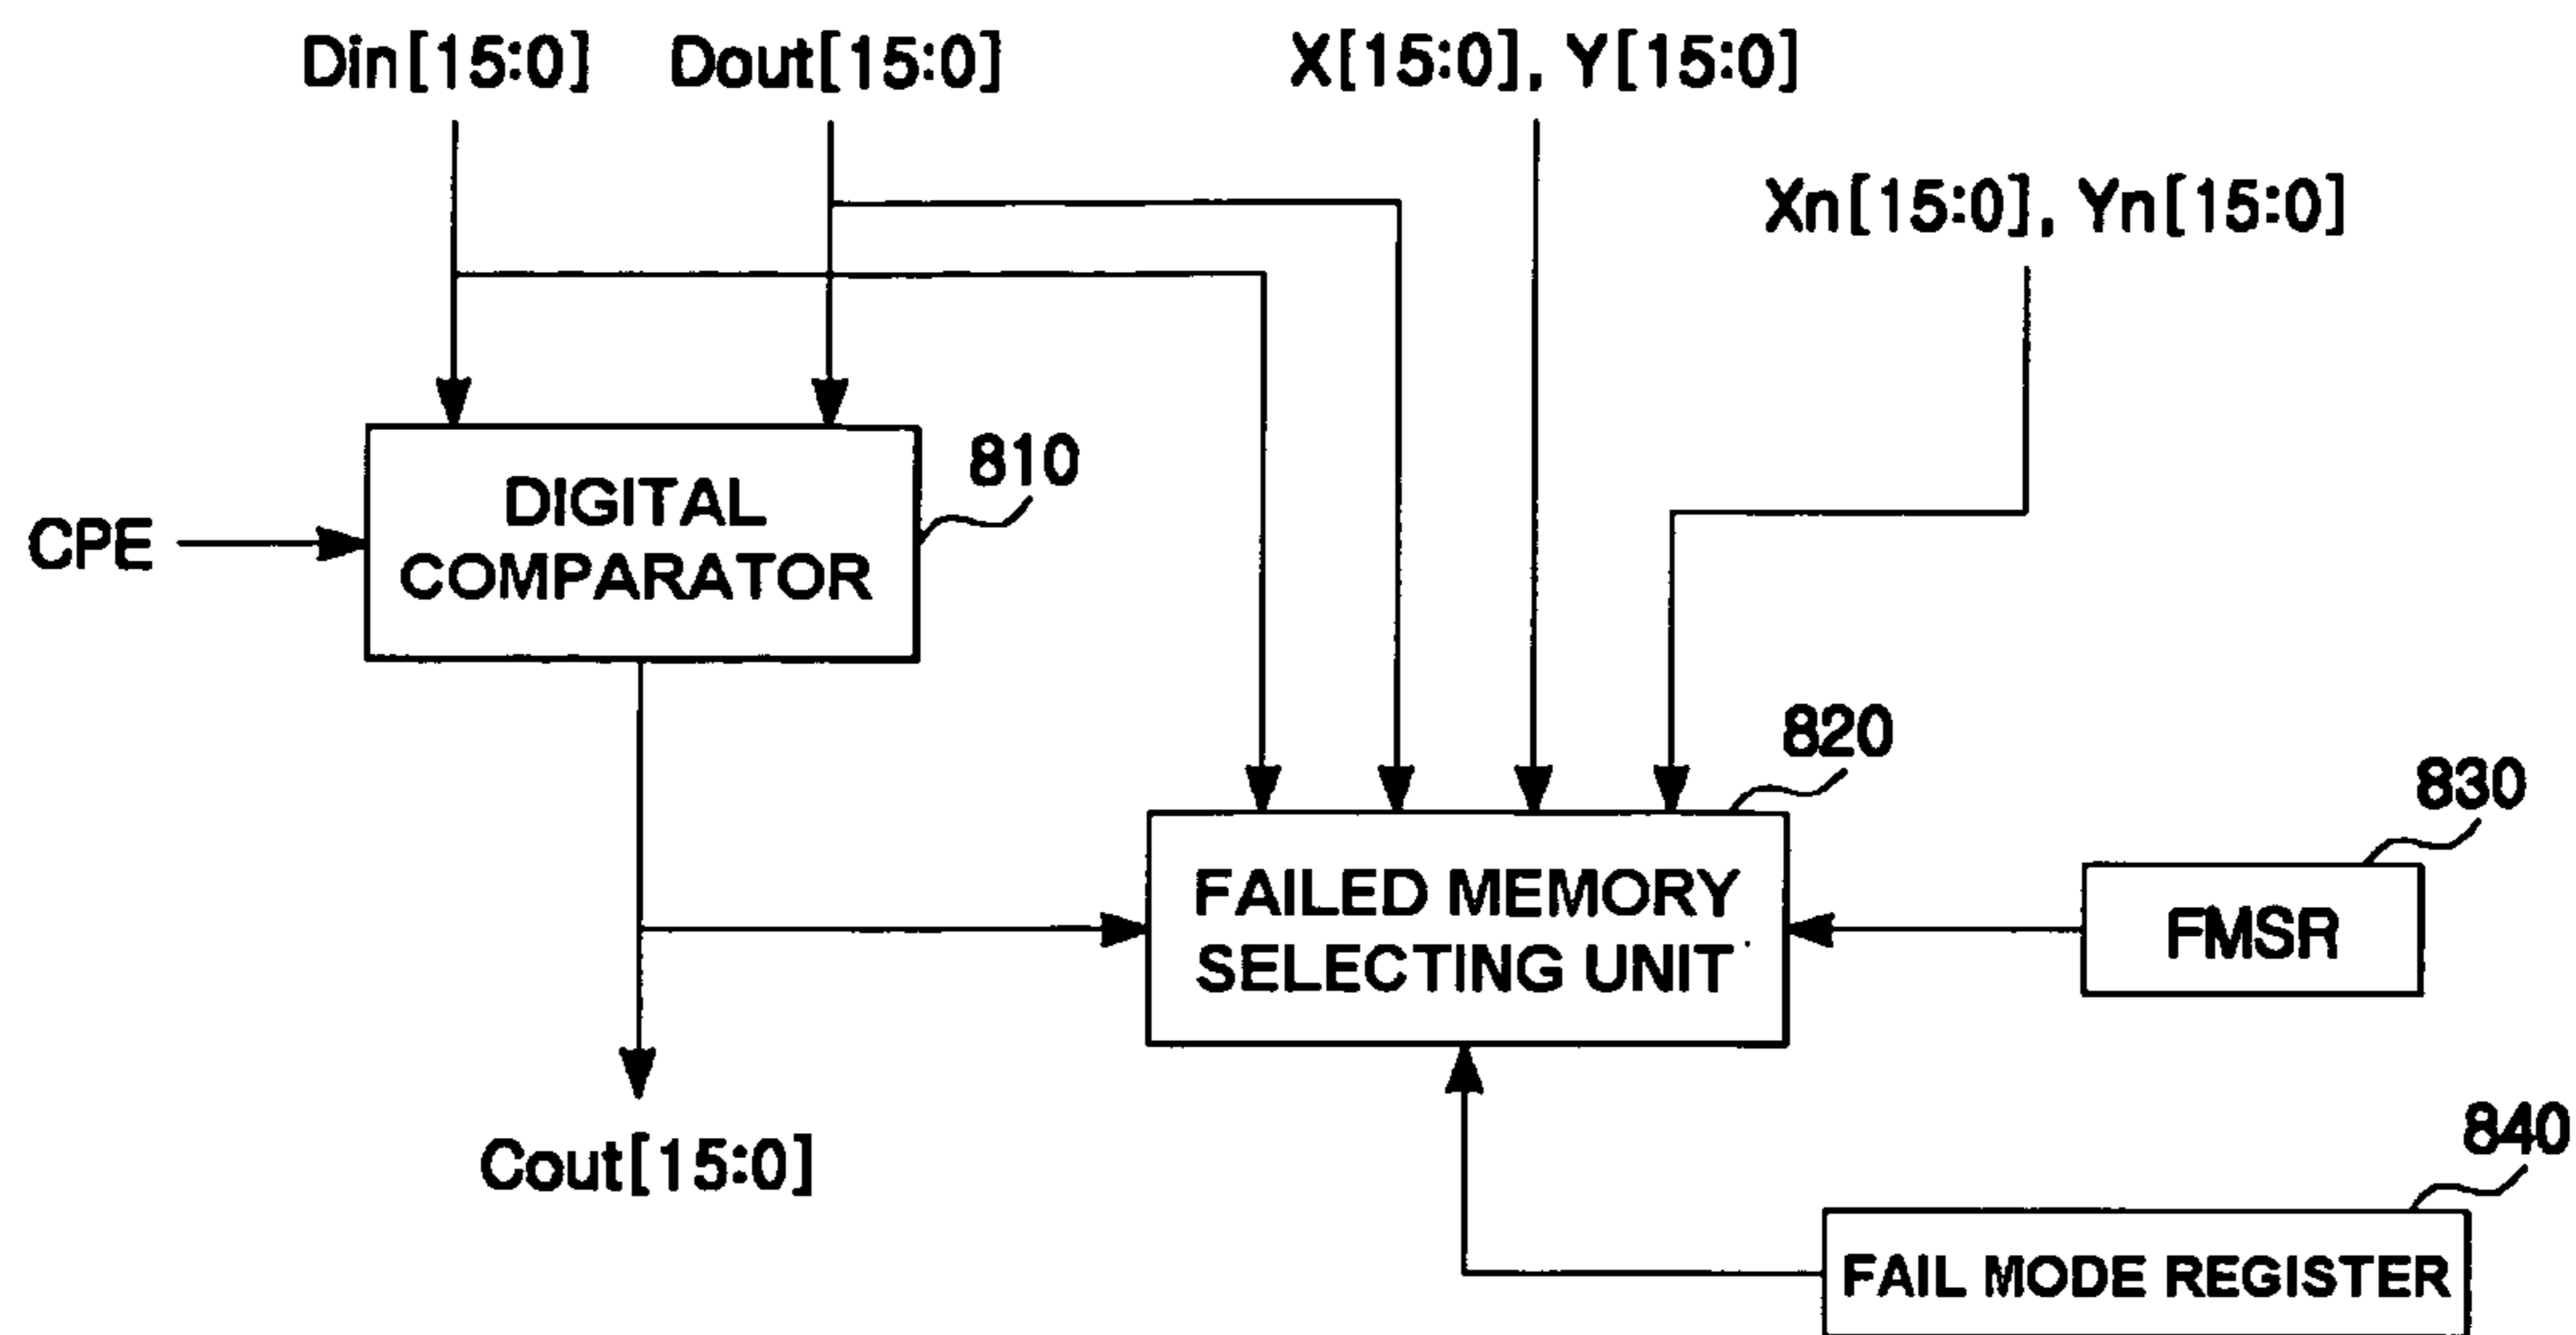 Din[15:0] Dout[15:0] X[15:0], Y[15:0]
Xn[15:0], Yn[15:0]
810
DIGITAL
COMPARATOR
CPE
820
830
FAILED MEMORY
SELECTING UNIT
FMSR
840
Cout[15:0]
FAIL MODE REGISTER